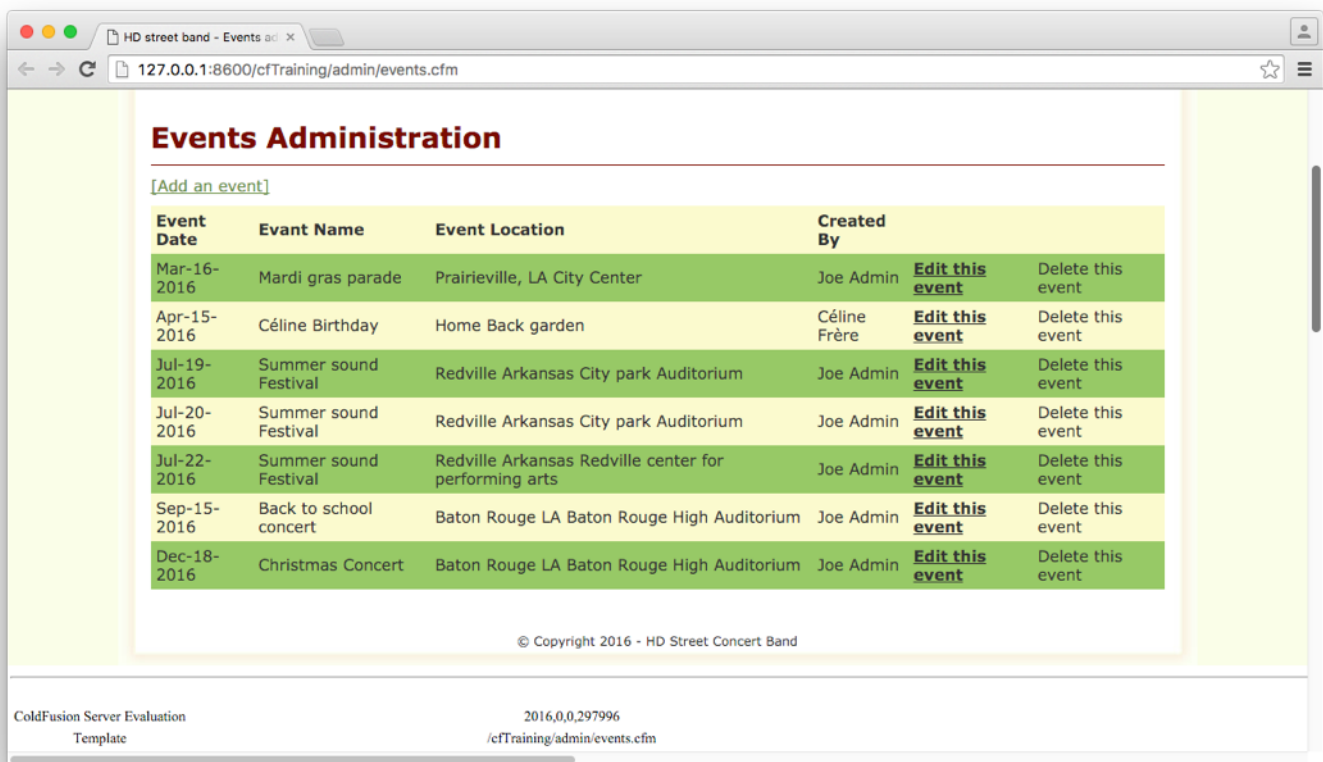 HD street band - Events ad
127.0.0.1:8600/cfTraining/admin/events.cfm
Events Administration
[Add an event]
Event Date Evant Name Event Location Created By
Mar-16-2016 Mardi gras parade Prairieville, LA City Center Joe Admin Edit this event Delete this event
Apr-15-2016 Céline Birthday Home Back garden Céline Frère Edit this event Delete this event
Jul-19-2016 Summer sound Festival Redville Arkansas City park Auditorium Joe Admin Edit this event Delete this event
Jul-20-2016 Summer sound Festival Redville Arkansas City park Auditorium Joe Admin Edit this event Delete this event
Jul-22-2016 Summer sound Festival Redville Arkansas Redville center for performing arts Joe Admin Edit this event Delete this event
Sep-15-2016 Back to school concert Baton Rouge LA Baton Rouge High Auditorium Joe Admin Edit this event Delete this event
Dec-18-2016 Christmas Concert Baton Rouge LA Baton Rouge High Auditorium Joe Admin Edit this event Delete this event
© Copyright 2016 - HD Street Concert Band
ColdFusion Server Evaluation 2016,0,0,297996
Template /cfTraining/admin/events.cfm